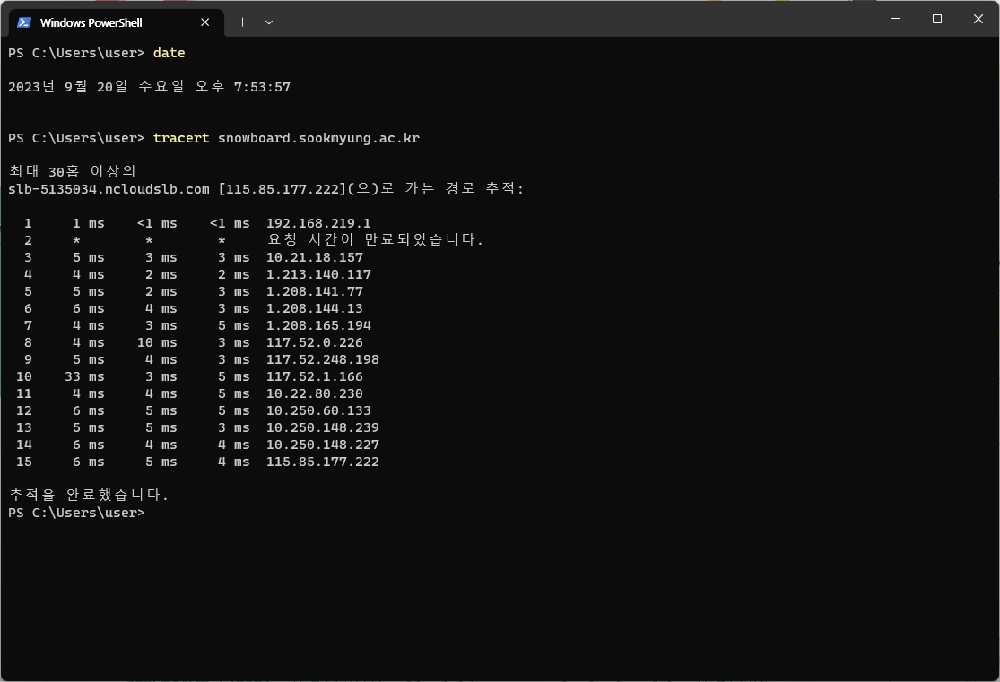 Windows PowerShell
PS C:\Users\user> date
2023년 9월 20일 수요일 오후 7:53:57
PS C:\Users\user> tracert snowboard.sookmyung.ac.kr
최대 30홉 이상의
slb-5135034.ncloudslb.com [115.85.177.222](으)로 가는 경로 추적:
1 1 ms <1 ms <1 ms 192.168.219.1
2 * * * 요청 시간이 만료되었습니다.
3 5 ms 3 ms 3 ms 10.21.18.157
4 4 ms 2 ms 2 ms 1.213.140.117
5 5 ms 2 ms 3 ms 1.208.141.77
6 6 ms 4 ms 3 ms 1.208.144.13
7 4 ms 3 ms 5 ms 1.208.165.194
8 4 ms 10 ms 3 ms 117.52.0.226
9 5 ms 4 ms 3 ms 117.52.248.198
10 33 ms 3 ms 5 ms 117.52.1.166
11 4 ms 4 ms 5 ms 10.22.80.230
12 6 ms 5 ms 5 ms 10.250.60.133
13 5 ms 5 ms 3 ms 10.250.148.239
14 6 ms 4 ms 4 ms 10.250.148.227
15 6 ms 5 ms 4 ms 115.85.177.222
추적을 완료했습니다.
PS C:\Users\user>